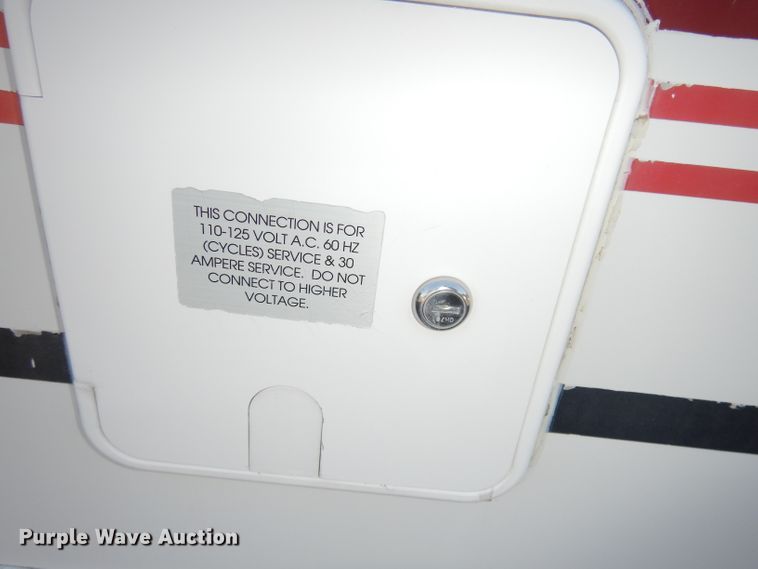 THIS CONNECTION IS FOR
110-125 VOLT A.C. 60 HZ
(CYCLES) SERVICE & 30
AMPERE SERVICE. DO NOT
CONNECT TO HIGHER
VOLTAGE.
Purple Wave Auction